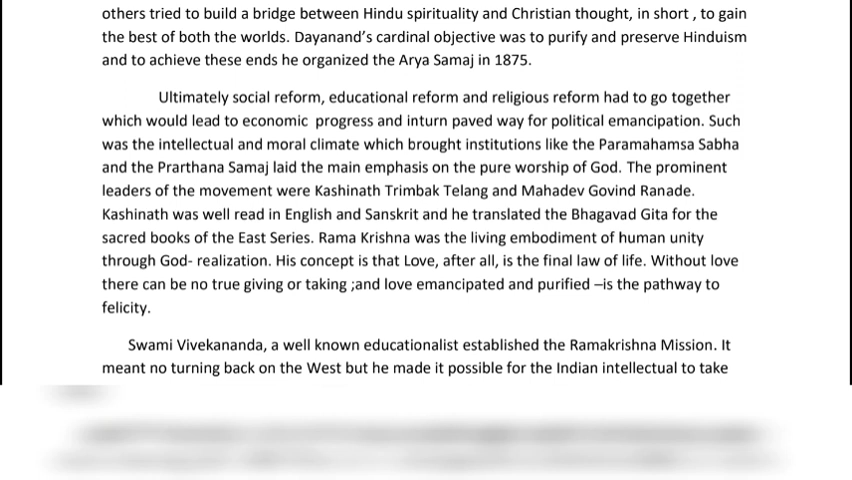 others tried to build a bridge between Hindu spirituality and Christian thought, in short , to gain
the best of both the worlds. Dayanand's cardinal objective was to purify and preserve Hinduism
and to achieve these ends he organized the Arya Samaj in 1875.
Ultimately social reform, educational reform and religious reform had to go together
which would lead to economic  progress and inturn paved way for political emancipation. Such
was the intellectual and moral climate which brought institutions like the Paramahamsa Sabha
and the Prarthana Samaj laid the main emphasis on the pure worship of God. The prominent
leaders of the movement were Kashinath Trimbak Telang and Mahadev Govind Ranade.
Kashinath was well read in English and Sanskrit and he translated the Bhagavad Gita for the
sacred books of the East Series. Rama Krishna was the living embodiment of human unity
through God- realization. His concept is that Love, after all, is the final law of life. Without love
there can be no true giving or taking ;and love emancipated and purified –is the pathway to
felicity.
Swami Vivekananda, a well known educationalist established the Ramakrishna Mission. It
meant no turning back on the West but he made it possible for the Indian intellectual to take